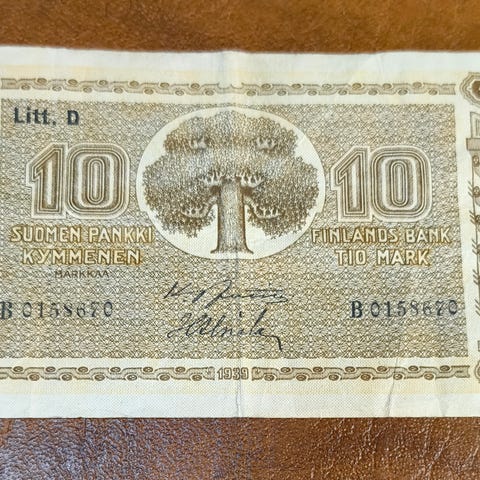 Litt. D
10 10
SUOMEN PANKKI FINLANDS BANK
KYMMENEN TIO MARK
MARKKAA
B 0158670 B 0158670
1939